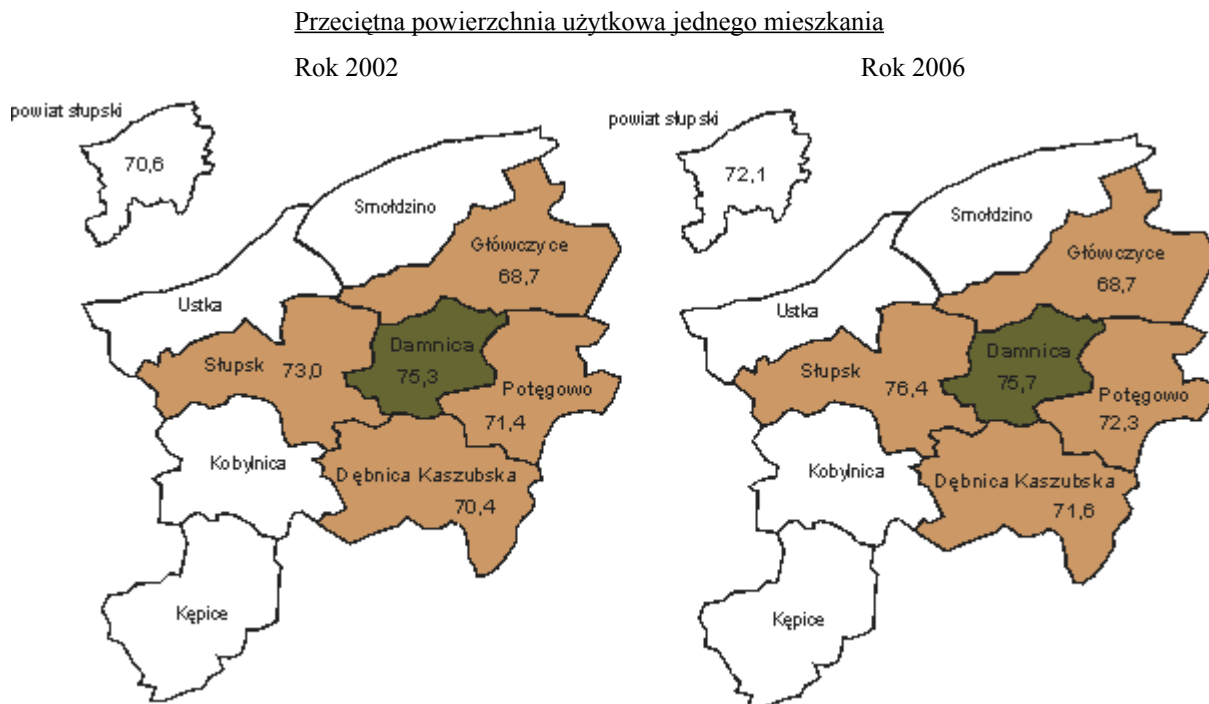 Przeciętna powierzchnia użytkowa jednego mieszkania
Rok 2002
powiat słupski
70,6
Smołdzino
Główczyce
68,7
Ustka
Damnica
75,3
Słupsk 73,0
Potęgowo
71,4
Kobylnica
Dębnica Kaszubska
70,4
Kępice
Rok 2006
powiat słupski
72,1
Smołdzino
Główczyce
68,7
Ustka
Damnica
75,7
Słupsk 76,4
Potęgowo
72,3
Kobylnica
Dębnica Kaszubska
71,6
Kępice